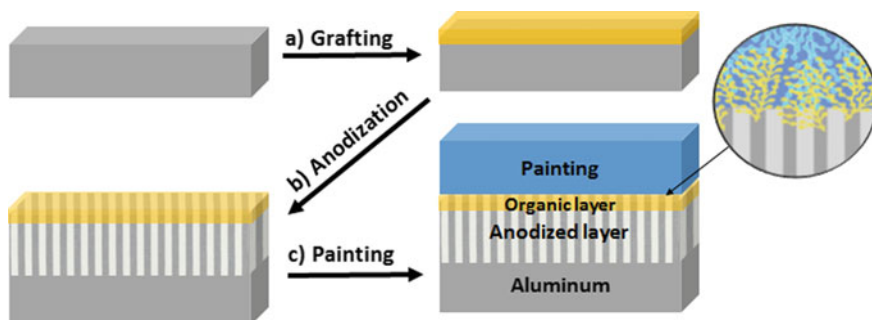 a) Grafting
b) Anodization
c) Painting
Painting
Organic layer
Anodized layer
Aluminum